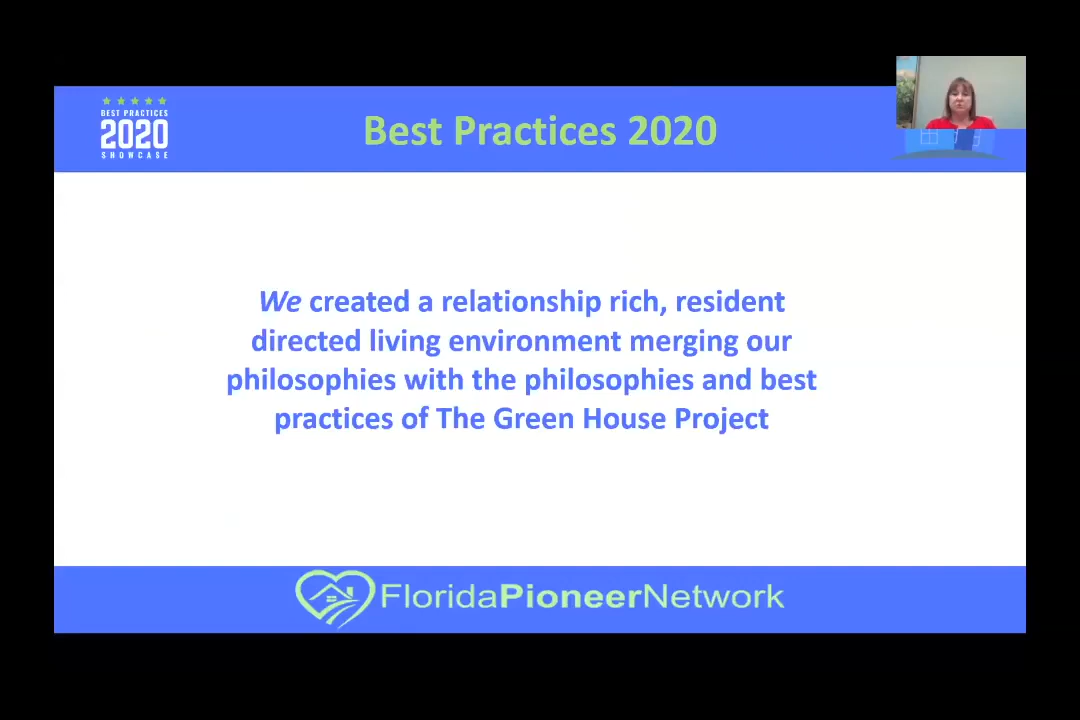 BEST PRACTICES
2020
SHOWCASE
Best Practices 2020
We created a relationship rich, resident
directed living environment merging our
philosophies with the philosophies and best
practices of The Green House Project
FloridaPioneerNetwork